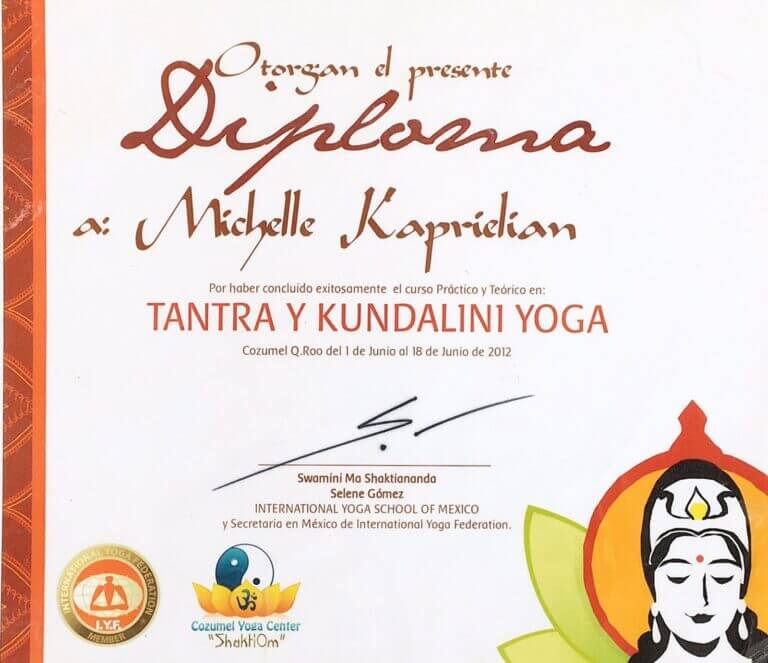 Otorgan el presente
Diploma
a: Michelle Kaprielian
Por haber concluido exitosamente el curso Práctico y Teórico en:
TANTRA Y KUNDALINI YOGA
Cozumel Q.Roo del 1 de Junio al 18 de Junio de 2012
Swamini Ma Shaktiananda
Selene Gómez
INTERNATIONAL YOGA SCHOOL OF MEXICO
y Secretaria en México de International Yoga Federation.
INTERNATIONAL YOGA FEDERATION
I.Y.F.
MEMBER
ॐ
Cozumel Yoga Center
"ShaktiOm"